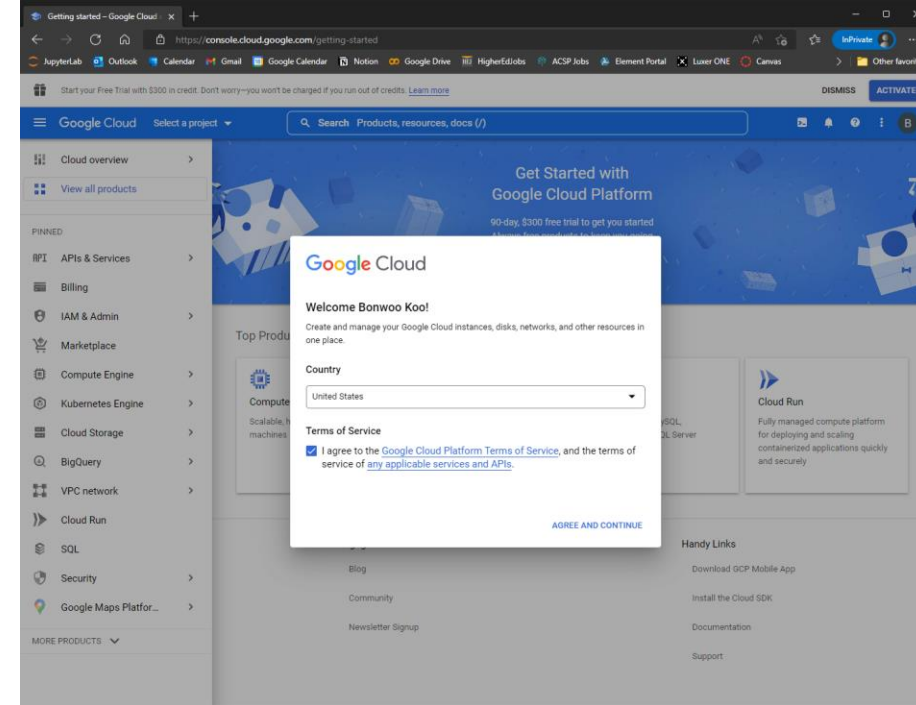 Getting started – Google Cloud
https://console.cloud.google.com/getting-started
InPrivate
JupyterLab Outlook Calendar Gmail Google Calendar Notion Google Drive HigherEdJobs ACSP Jobs Element Portal Luxer ONE Canvas Other favori
Start your Free Trial with $300 in credit. Don't worry—you won't be charged if you run out of credits. Learn more
DISMISS ACTIVATE
Google Cloud Select a project Search Products, resources, docs (/) B
Cloud overview
View all products
PINNED
API APIs & Services
Billing
IAM & Admin
Marketplace
Compute Engine
Kubernetes Engine
Cloud Storage
BigQuery
VPC network
Cloud Run
SQL
Security
Google Maps Platfor...
MORE PRODUCTS
Get Started with
Google Cloud Platform
90-day, $300 free trial to get you started
Always free products to keep you going
7
Google Cloud
Welcome Bonwoo Koo!
Create and manage your Google Cloud instances, disks, networks, and other resources in
one place.
Country
United States
Terms of Service
I agree to the Google Cloud Platform Terms of Service, and the terms of
service of any applicable services and APIs.
AGREE AND CONTINUE
Top Produ
Compute
Scalable, h
machines
ySQL,
QL Server
Cloud Run
Fully managed compute platform
for deploying and scaling
containerized applications quickly
and securely
Blog
Community
Newsletter Signup
Handy Links
Download GCP Mobile App
Install the Cloud SDK
Documentation
Support